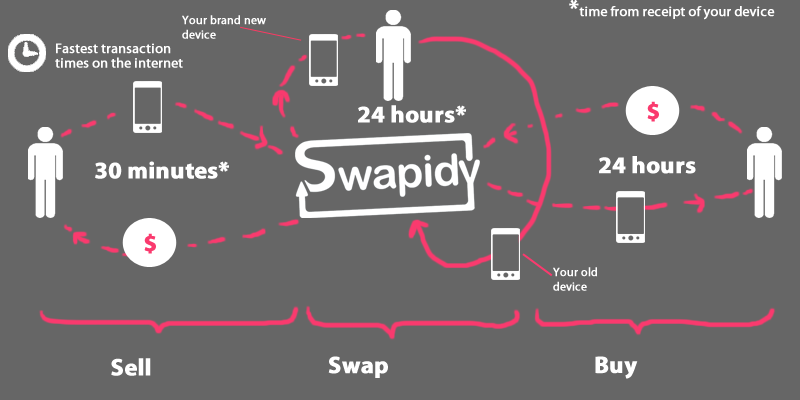 *time from receipt of your device
Your brand new
device
Fastest transaction
times on the internet
24 hours*
30 minutes*
$
Swapidy
24 hours
$
Your old
device
Sell
Swap
Buy